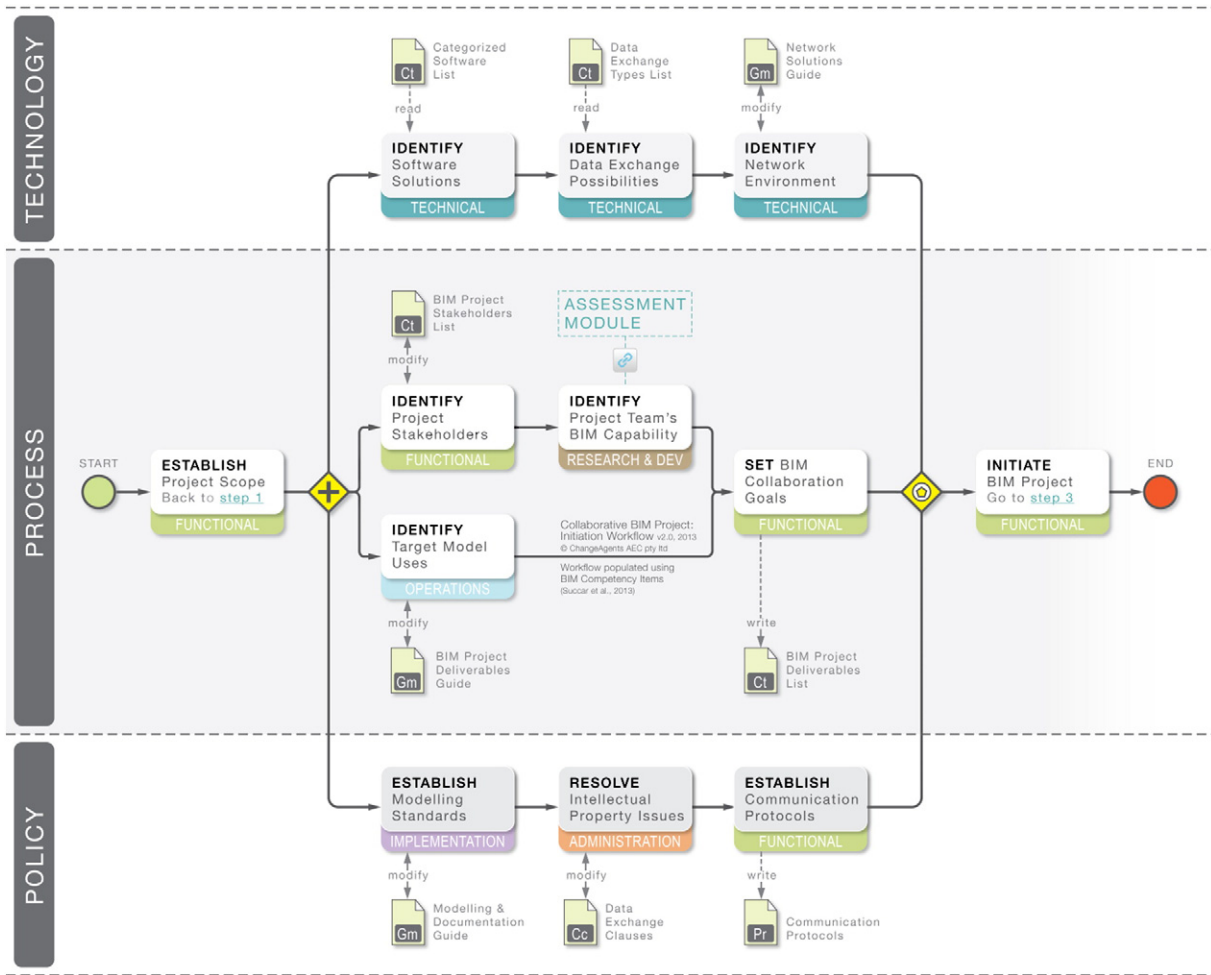 TECHNOLOGY
Categorized
Software
List
Ct
read
Data
Exchange
Types List
Ct
read
Network
Solutions
Guide
Gm
modify
IDENTIFY
Software
Solutions
TECHNICAL
IDENTIFY
Data Exchange
Possibilities
TECHNICAL
IDENTIFY
Network
Environment
TECHNICAL
PROCESS
BIM Project
Stakeholders
List
Ct
modify
ASSESSMENT
MODULE
IDENTIFY
Project
Stakeholders
FUNCTIONAL
IDENTIFY
Project Team's
BIM Capability
RESEARCH & DEV
START
ESTABLISH
Project Scope
Back to step 1
FUNCTIONAL
IDENTIFY
Target Model
Uses
OPERATIONS
Collaborative BIM Project:
Initiation Workflow v2.0, 2013
© ChangeAgents AEC pty ltd
Workflow populated using
BIM Competency Items
(Succar et al., 2013)
SET BIM
Collaboration
Goals
FUNCTIONAL
INITIATE
BIM Project
Go to step 3
FUNCTIONAL
END
modify
BIM Project
Deliverables
Guide
Gm
write
BIM Project
Deliverables
List
Ct
POLICY
ESTABLISH
Modelling
Standards
IMPLEMENTATION
RESOLVE
Intellectual
Property Issues
ADMINISTRATION
ESTABLISH
Communication
Protocols
FUNCTIONAL
modify
Modelling &
Documentation
Guide
Gm
modify
Data
Exchange
Clauses
Cc
write
Communication
Protocols
Pr